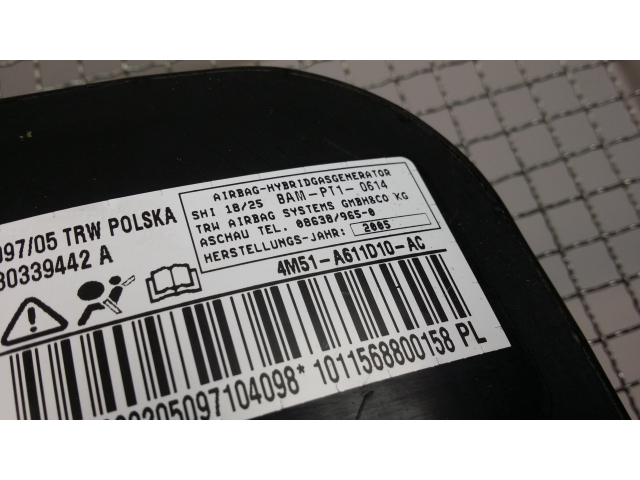 AIRBAG-HYBRIDGASGENERATOR
SHI 18/25 BAM-PT1-0614
TRW AIRBAG SYSTEMS GMBH&CO KG
ASCHAU TEL. 08638/965-0
HERSTELLUNGS-JAHR: 2005
097/05 TRW POLSKA
30339442 A
4M51-A611D10-AC
00205097104098* 1011568800158 PL